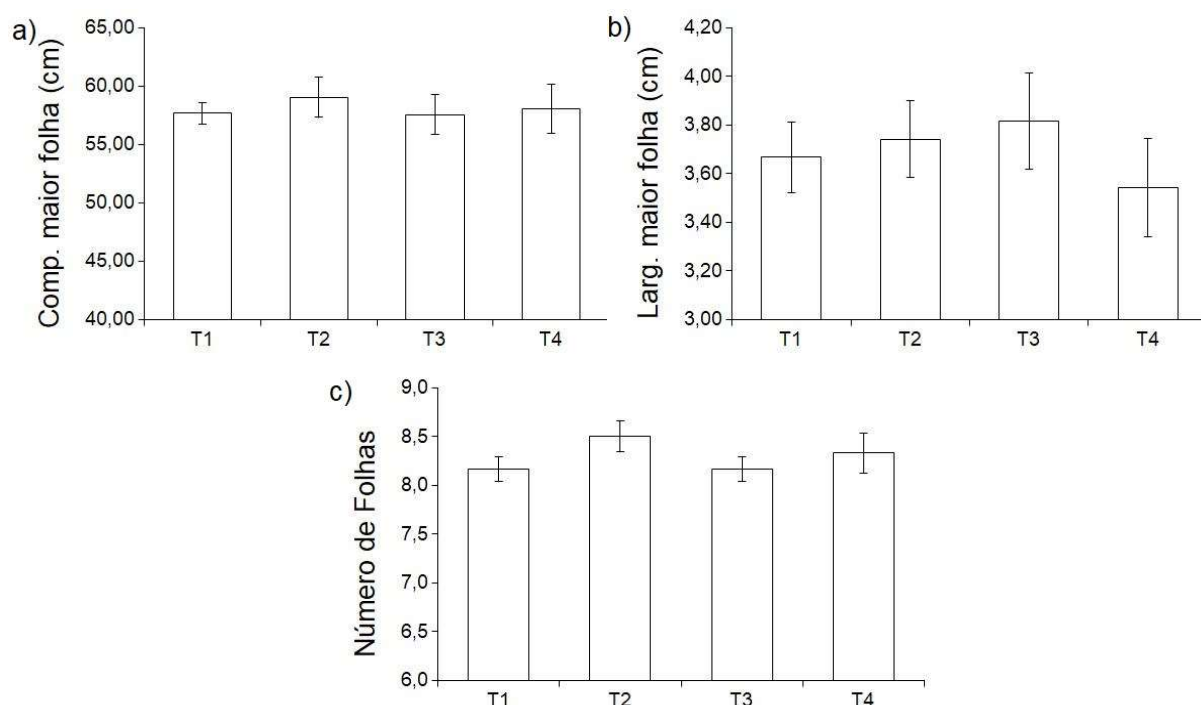 a)
Comp. maior folha (cm)
65,00
60,00
55,00
50,00
45,00
40,00
T1 T2 T3 T4
b)
Larg. maior folha (cm)
4,20
4,00
3,80
3,60
3,40
3,20
3,00
T1 T2 T3 T4
c)
Número de Folhas
9,0
8,5
8,0
7,5
7,0
6,5
6,0
T1 T2 T3 T4